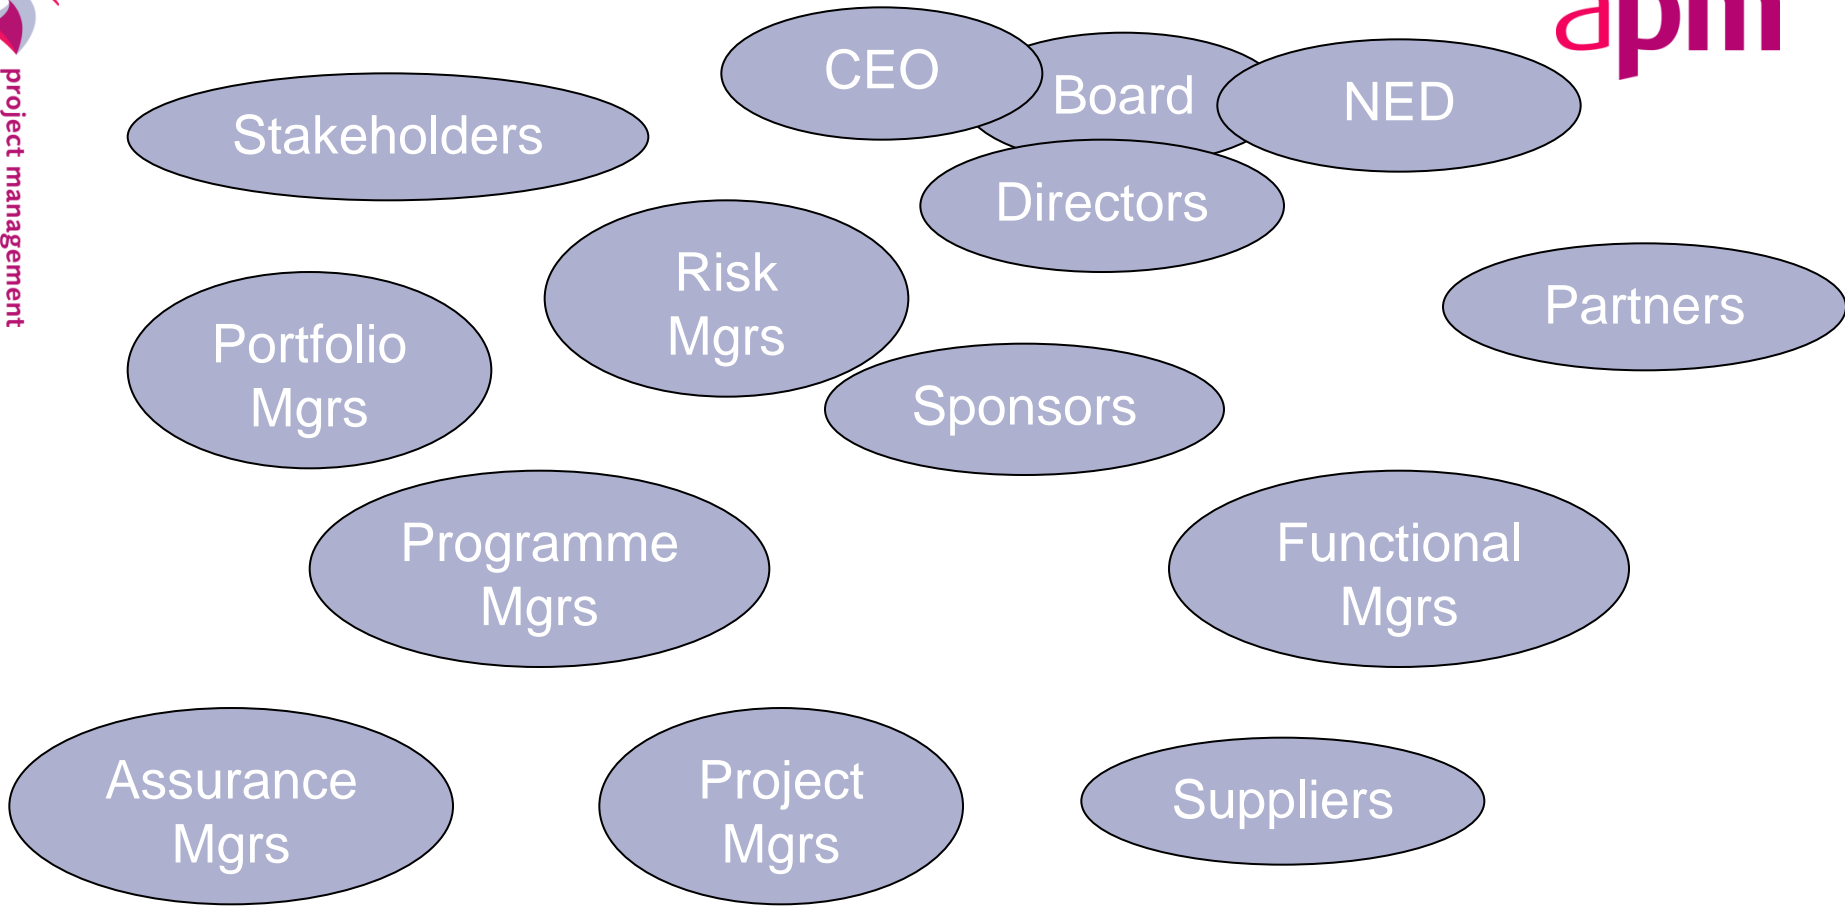 apm
project management
CEO
Board
NED
Stakeholders
Directors
Risk
Mgrs
Partners
Portfolio
Mgrs
Sponsors
Programme
Mgrs
Functional
Mgrs
Assurance
Mgrs
Project
Mgrs
Suppliers